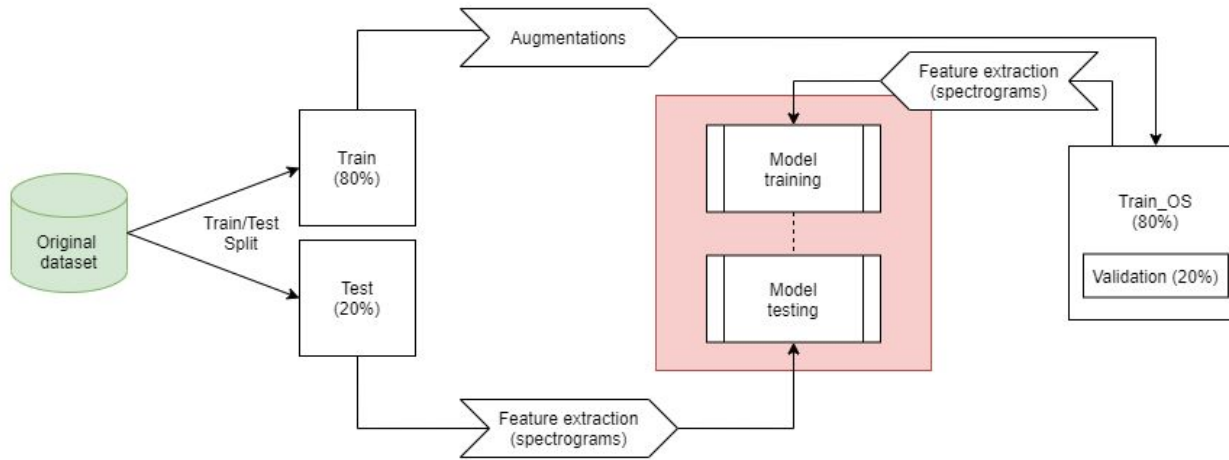 Augmentations
Feature extraction
(spectrograms)
Train
(80%)
Model
training
Original
dataset
Train/Test
Split
Train_OS
(80%)
Validation (20%)
Test
(20%)
Model
testing
Feature extraction
(spectrograms)